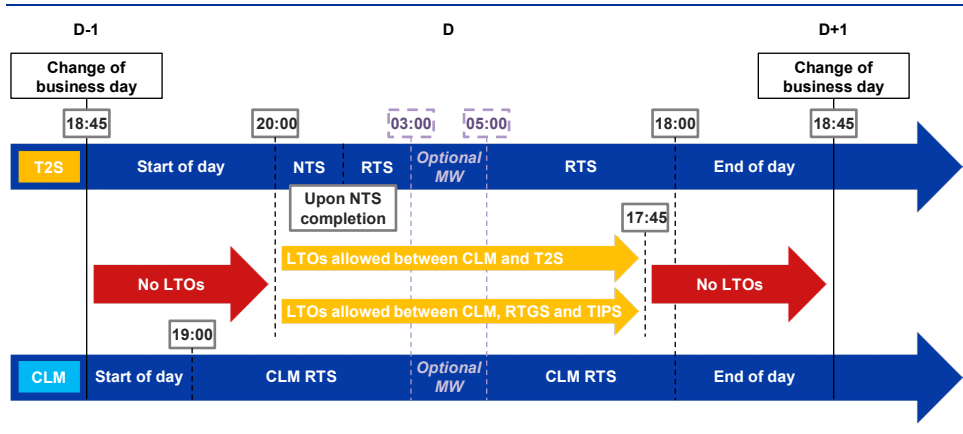 D-1
D
D+1
Change of
business day
Change of
business day
18:45
20:00
03:00
05:00
18:00
18:45
T2S
Start of day
NTS
RTS
Optional
MW
RTS
End of day
Upon NTS
completion
17:45
LTOs allowed between CLM and T2S
No LTOs
No LTOs
LTOs allowed between CLM, RTGS and TIPS
19:00
CLM
Start of day
CLM RTS
Optional
MW
CLM RTS
End of day